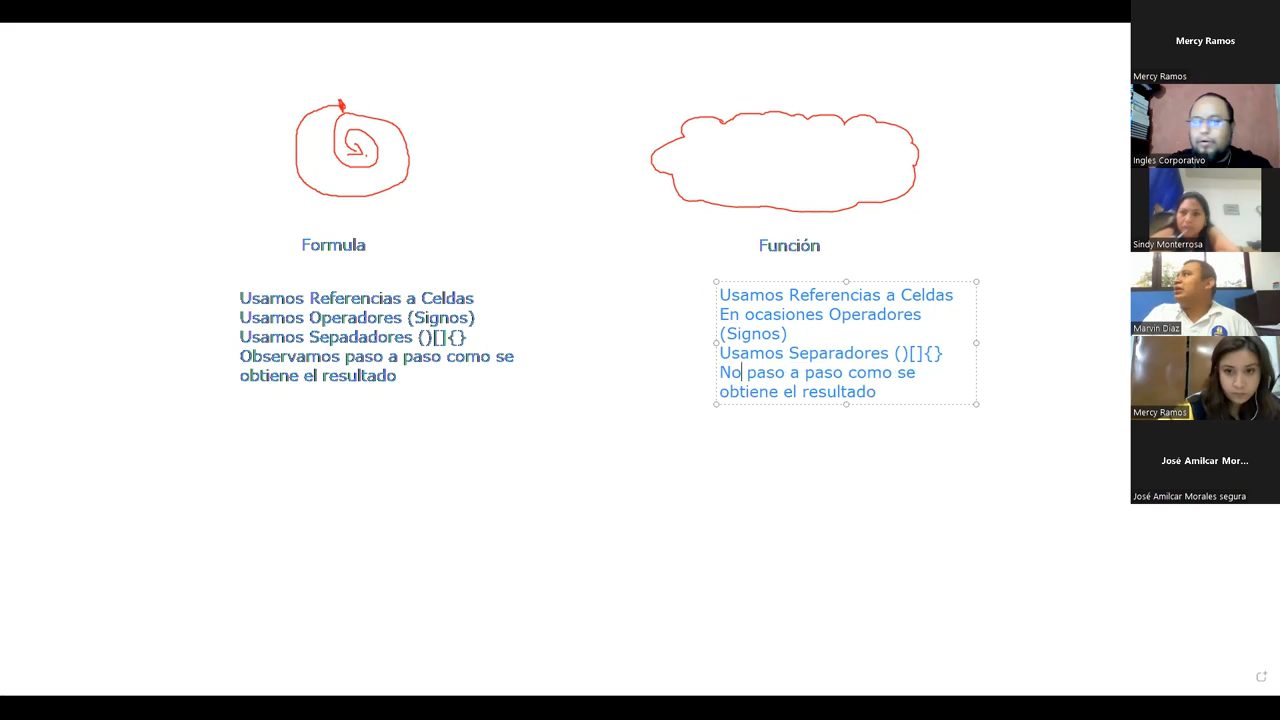 Mercy Ramos
Mercy Ramos
Ingles Corporativo
Sindy Monterrosa
Marvin Díaz
Mercy Ramos
José Amilcar Mor...
José Amilcar Morales segura
Formula
Usamos Referencias a Celdas
Usamos Operadores (Signos)
Usamos Sepadadores ()[]{}
Observamos paso a paso como se
obtiene el resultado
Función
Usamos Referencias a Celdas
En ocasiones Operadores
(Signos)
Usamos Separadores ()[]{}
No paso a paso como se
obtiene el resultado